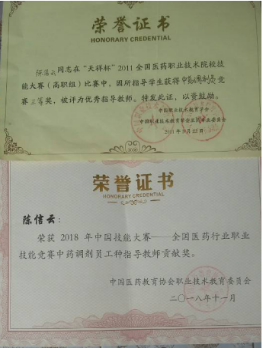 荣誉证书
HONORARY CREDENTIAL
同志在“天祥杯”2011全国医药职业技术院校技
能大赛（高职组）比赛中，因所指导学生获得
竞
赛三等奖，被评为优秀指导教师。特发此证，以资鼓励。
荣誉证书
HONORARY CREDENTIAL
陈信云：
荣获2018年中国技能大赛——全国医药行业职业
技能竞赛中药调剂员工种指导教师贡献奖。
中国医药教育协会职业技术教育委员会
二〇一八年十一月